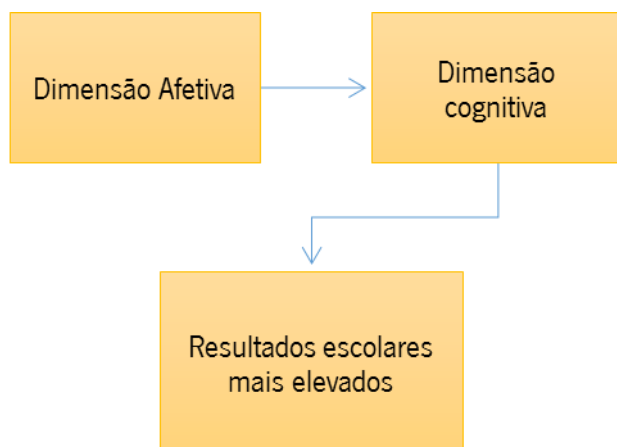 Dimensão Afetiva
Dimensão
cognitiva
Resultados escolares
mais elevados